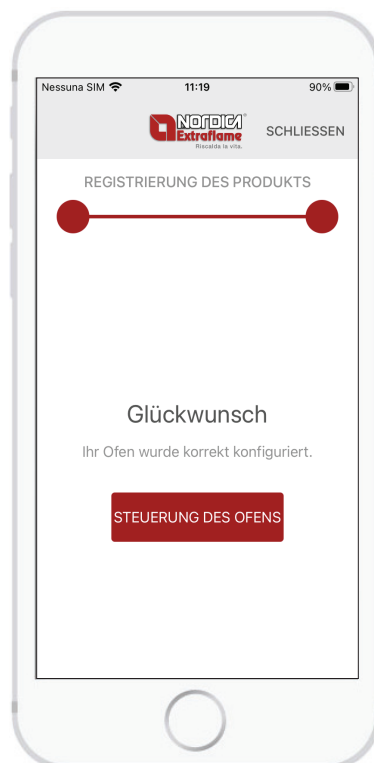 Nessuna SIM 11:19 90%
NORDICA®
Extraflame
Riscalda la vita.
SCHLIESSEN
REGISTRIERUNG DES PRODUKTS
Glückwunsch
Ihr Ofen wurde korrekt konfiguriert.
STEUERUNG DES OFENS